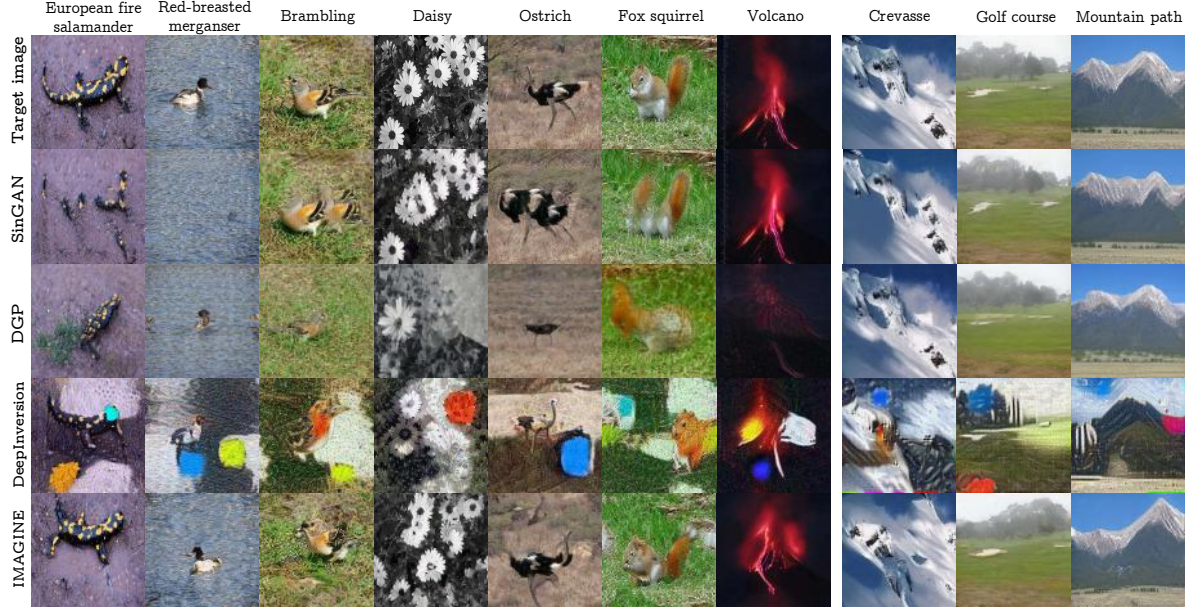 European fire
salamander
Red-breasted
merganser
Brambling
Daisy
Ostrich
Fox squirrel
Volcano
Crevasse
Golf course
Mountain path
Target image
SinGAN
DGP
DeepInversion
IMAGINE